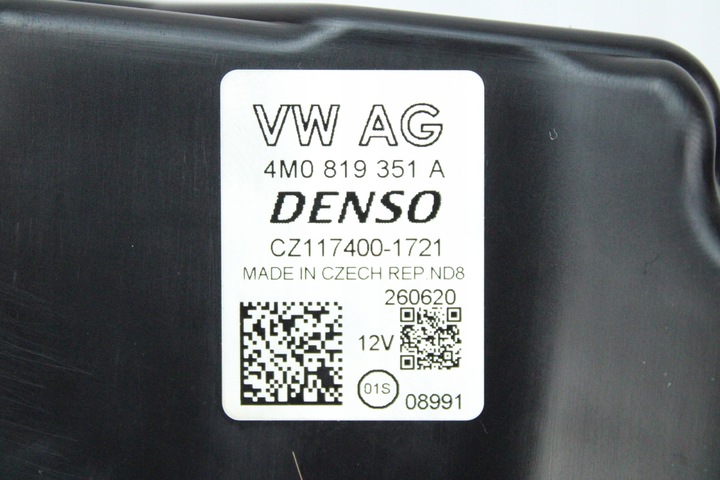 VW AG
4M0 819 351 A
DENSO
CZ117400-1721
MADE IN CZECH REP ND8
260620
12V
01S
08991